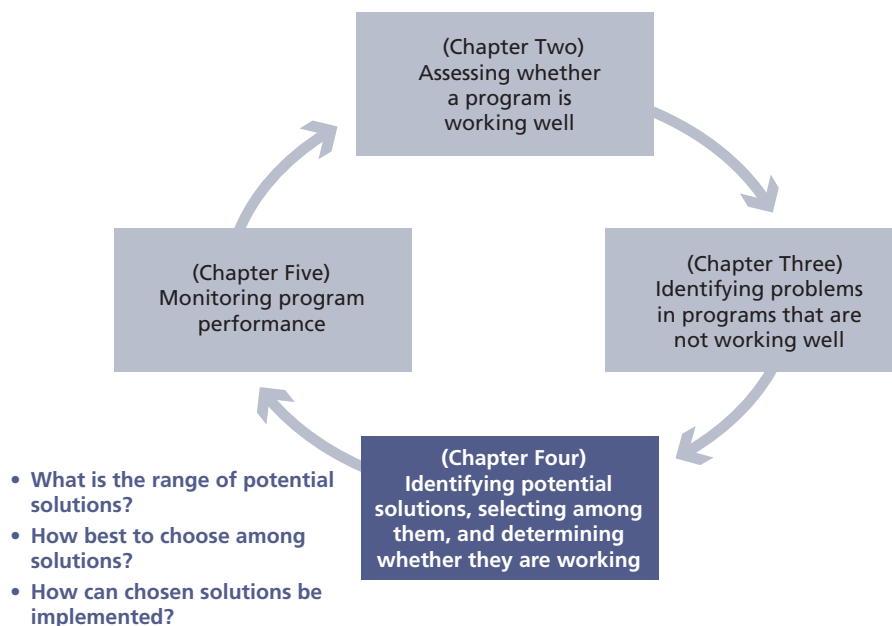 (Chapter Two)
Assessing whether
a program is
working well
(Chapter Five)
Monitoring program
performance
(Chapter Three)
Identifying problems
in programs that are
not working well
(Chapter Four)
Identifying potential
solutions, selecting among
them, and determining
whether they are working
• What is the range of potential
solutions?
• How best to choose among
solutions?
• How can chosen solutions be
implemented?